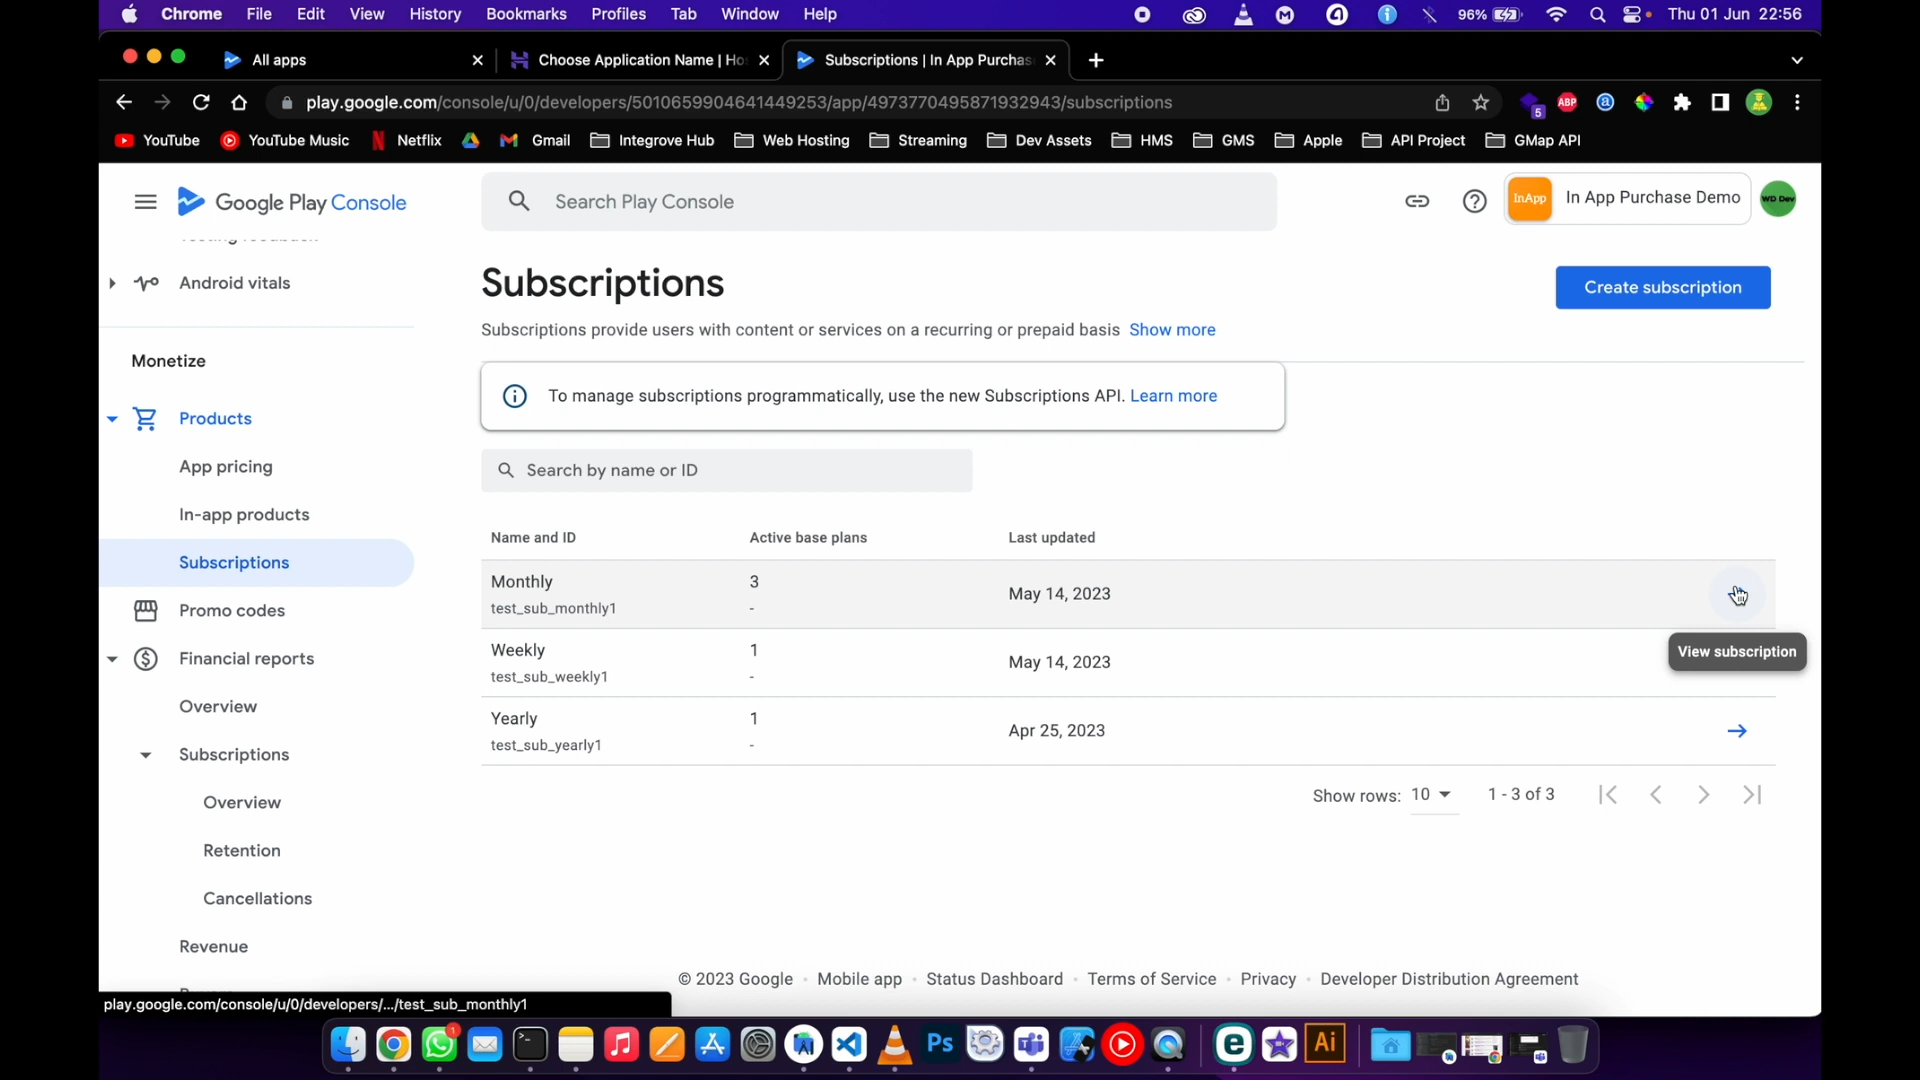 Chrome File Edit View History Bookmarks Profiles Tab Window Help 96% Thu 01 Jun 22:56
All apps
Choose Application Name | Ho
Subscriptions | In App Purchas
play.google.com/console/u/0/developers/5010659904641449253/app/4973770495871932943/subscriptions
5
ABP
YouTube YouTube Music Netflix Gmail Integrove Hub Web Hosting Streaming Dev Assets HMS GMS Apple API Project GMap API
Google Play Console
Search Play Console
InApp
In App Purchase Demo
WD Dev
Android vitals
Monetize
Products
App pricing
In-app products
Subscriptions
Promo codes
Financial reports
Overview
Subscriptions
Overview
Retention
Cancellations
Revenue
Subscriptions
Create subscription
Subscriptions provide users with content or services on a recurring or prepaid basis Show more
To manage subscriptions programmatically, use the new Subscriptions API. Learn more
Search by name or ID
Name and ID Active base plans Last updated
Monthly 3
test_sub_monthly1 -
May 14, 2023
View subscription
Weekly 1
test_sub_weekly1 -
May 14, 2023
Yearly 1
test_sub_yearly1 -
Apr 25, 2023
Show rows: 10 1 - 3 of 3
© 2023 Google · Mobile app · Status Dashboard · Terms of Service · Privacy · Developer Distribution Agreement
play.google.com/console/u/0/developers/.../test_sub_monthly1
1
Ps
Ai